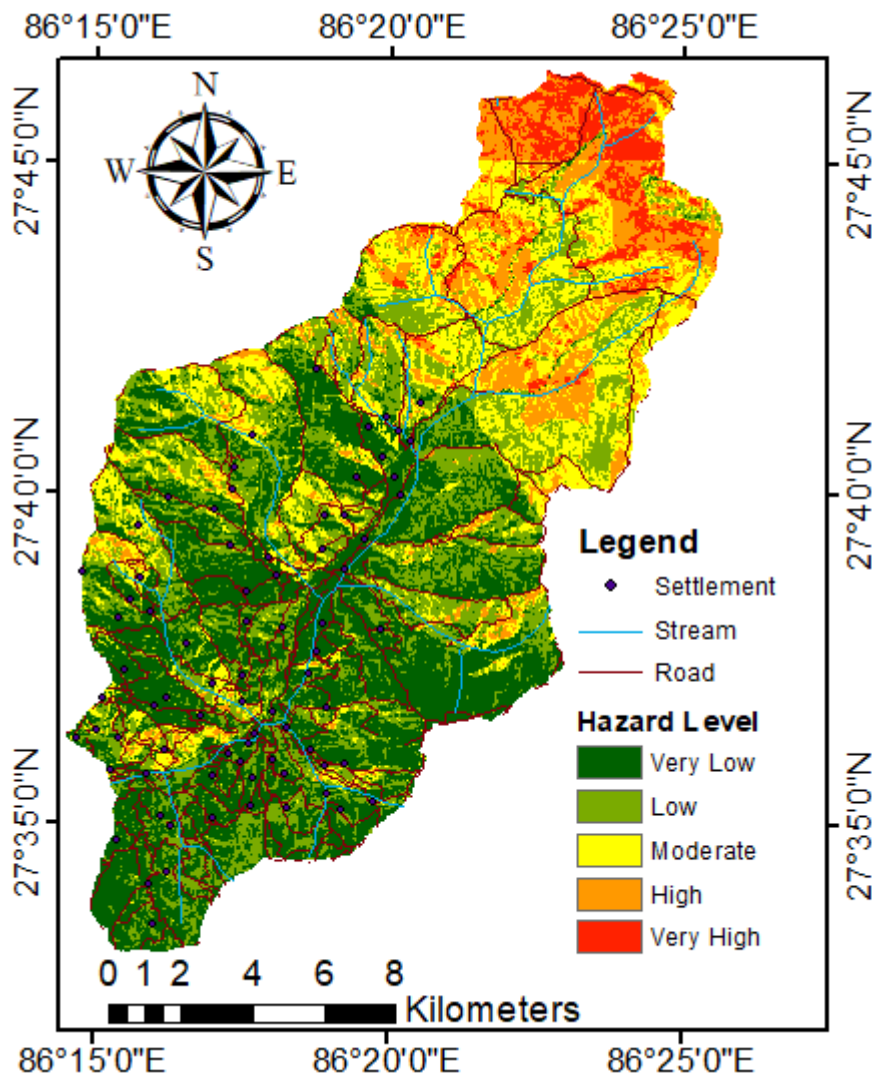 86°15'0"E 86°20'0"E 86°25'0"E
N
W E
S
27°45'0"N 27°45'0"N
27°40'0"N 27°40'0"N
Legend
Settlement
Stream
Road
Hazard Level
Very Low
Low
Moderate
High
Very High
27°35'0"N 27°35'0"N
0 1 2 4 6 8
Kilometers
86°15'0"E 86°20'0"E 86°25'0"E